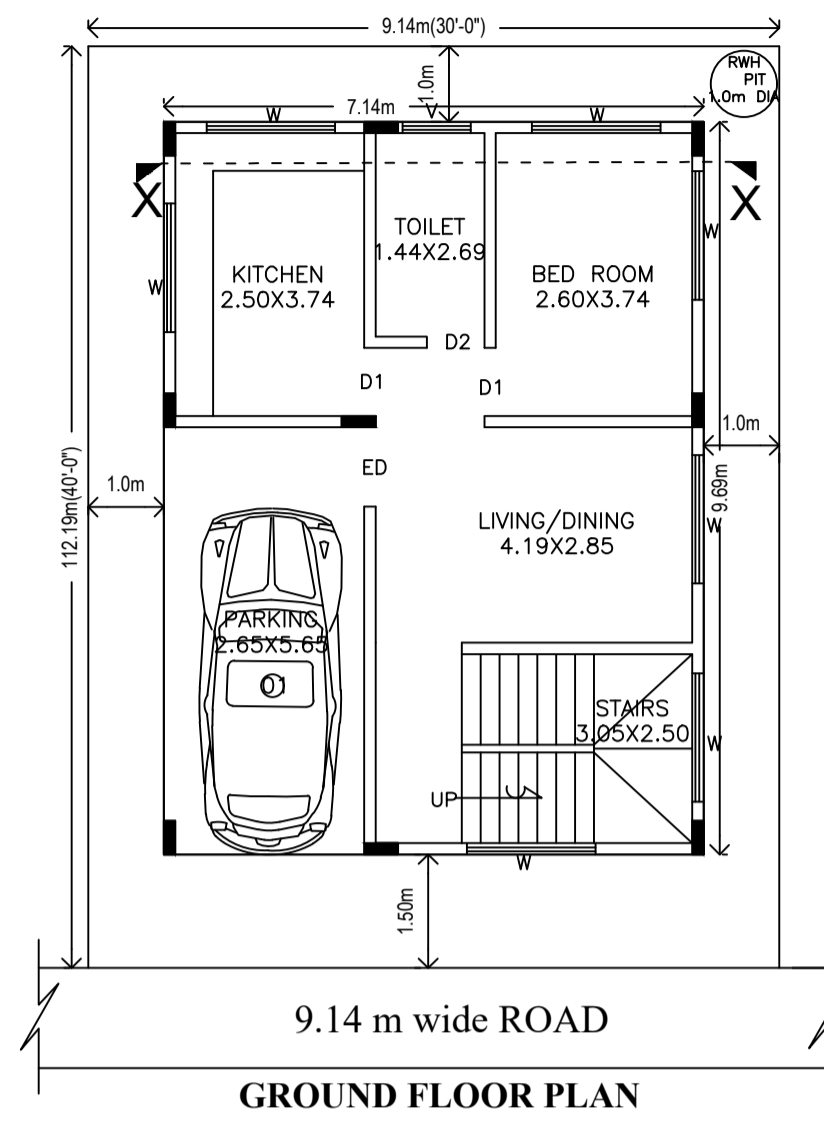 9.14m(30'-0")
RWH
PIT
1.0m DIA
1.0m
7.14m
W
V
W
X
X
TOILET
1.44X2.69
W
KITCHEN
2.50X3.74
BED ROOM
2.60X3.74
W
D2
D1
D1
1.0m
ED
112.19m(40'-0")
1.0m
9.69m
LIVING/DINING
4.19X2.85
W
PARKING
2.65X5.65
01
STAIRS
3.05X2.50
W
UP
W
1.50m
9.14 m wide ROAD
GROUND FLOOR PLAN